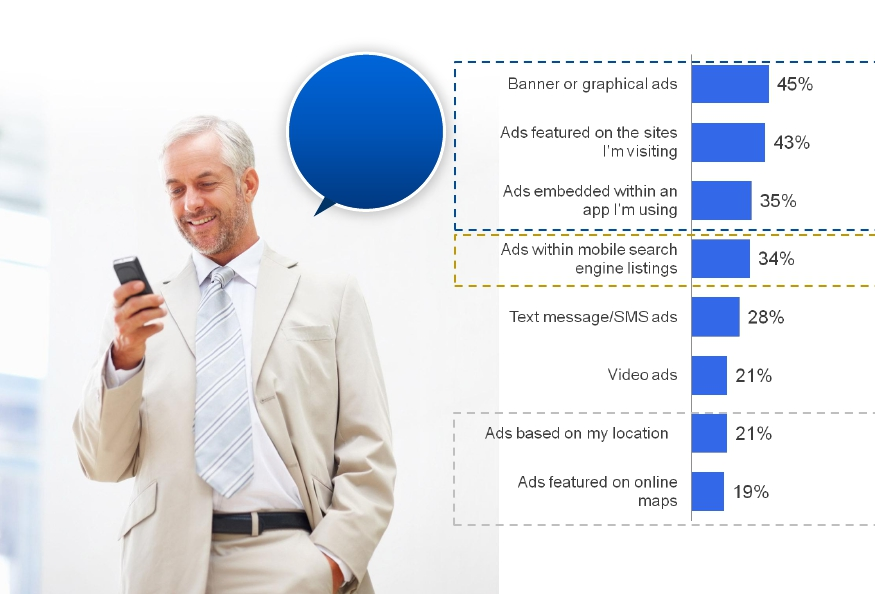 Banner or graphical ads
45%
Ads featured on the sites
I'm visiting
43%
Ads embedded within an
app I'm using
35%
Ads within mobile search
engine listings
34%
Text message/SMS ads
28%
Video ads
21%
Ads based on my location
21%
Ads featured on online
maps
19%